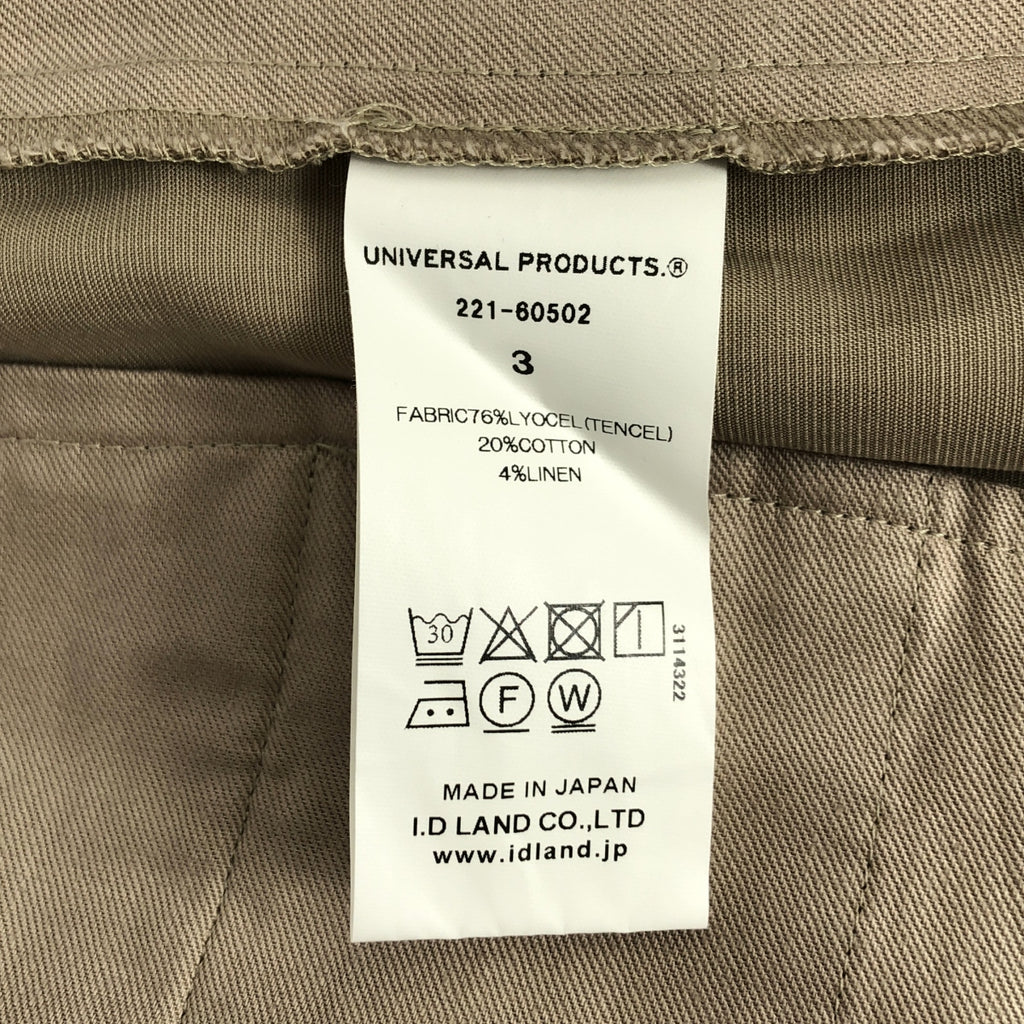 UNIVERSAL PRODUCTS.®
221-60502
3
FABRIC76%LYOCEL(TENCEL)
20%COTTON
4%LINEN
30
3114322
F W
MADE IN JAPAN
I.D LAND CO.,LTD
www.idland.jp